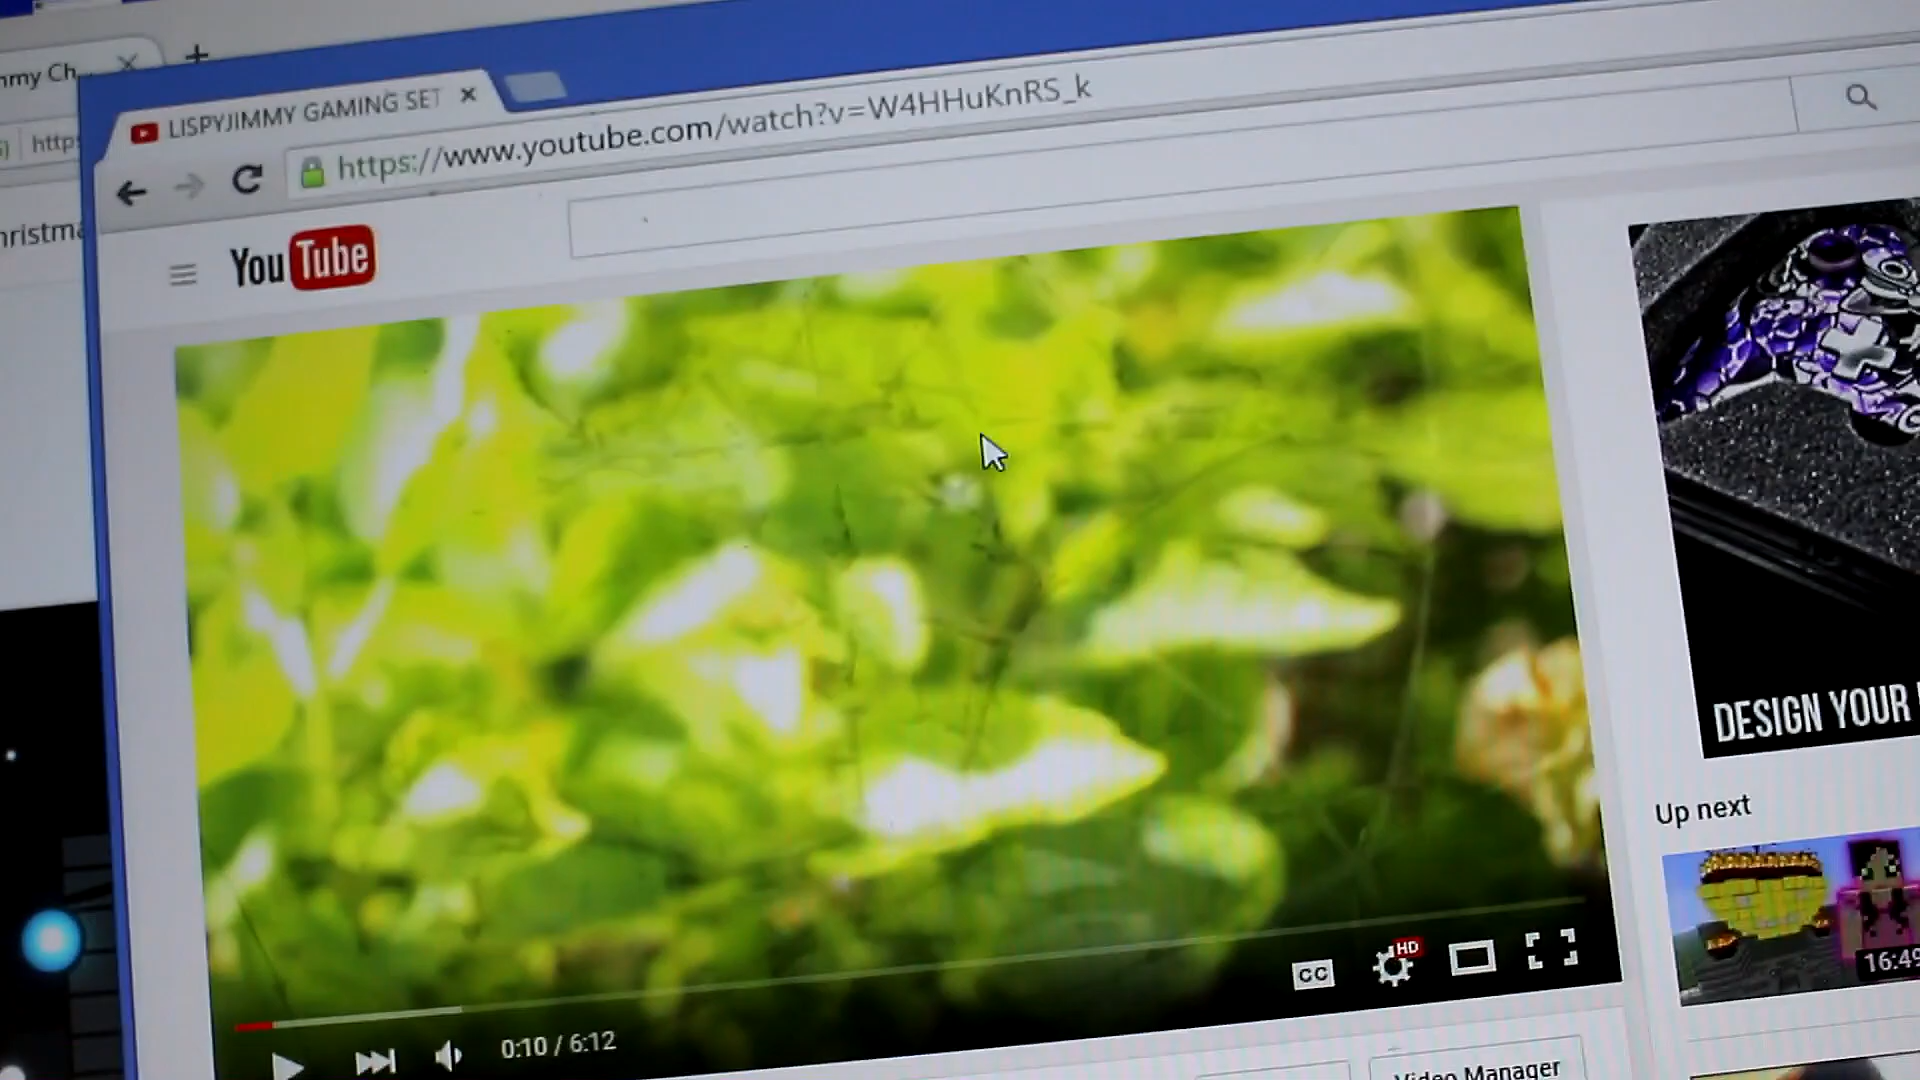 mmy Ch
LISPYJIMMY GAMING SET
https://www.youtube.com/watch?v=W4HHuKnRS_k
http
hristma
YouTube
DESIGN YOUR
Up next
16:49
CC
HD
0:10 / 6:12
Video Manager